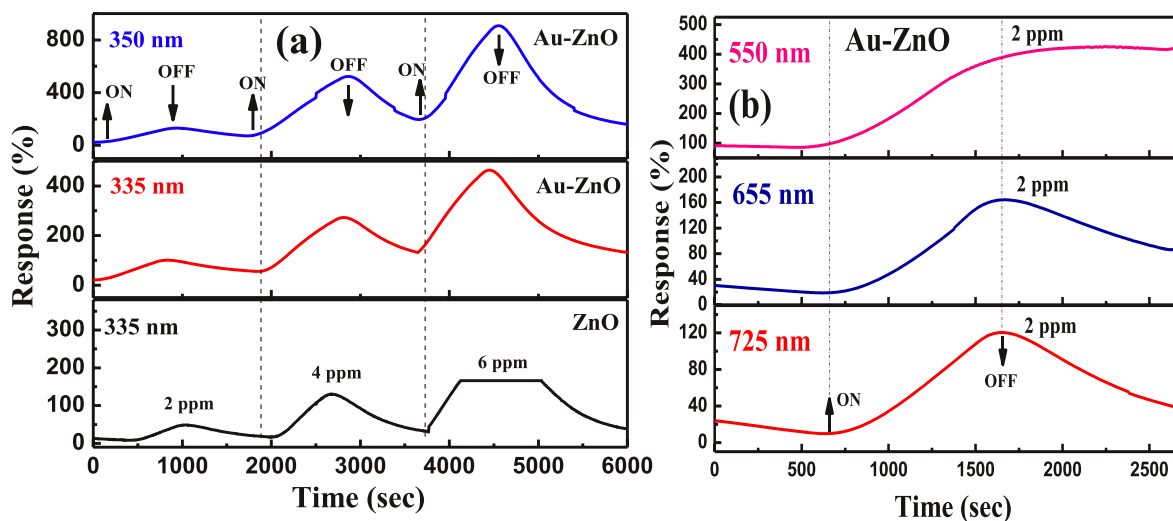 350 nm
(a)
Au-ZnO
ON
OFF
ON
OFF
ON
OFF
800
400
0
335 nm
Au-ZnO
400
200
0
335 nm
ZnO
300
150
0
2 ppm
4 ppm
6 ppm
0 1000 2000 3000 4000 5000 6000
Time (sec)
Response (%)
550 nm
Au-ZnO
2 ppm
(b)
500
400
300
200
100
655 nm
2 ppm
160
120
80
40
0
725 nm
2 ppm
ON
OFF
120
80
40
0
0 500 1000 1500 2000 2500
Time (sec)
Response (%)